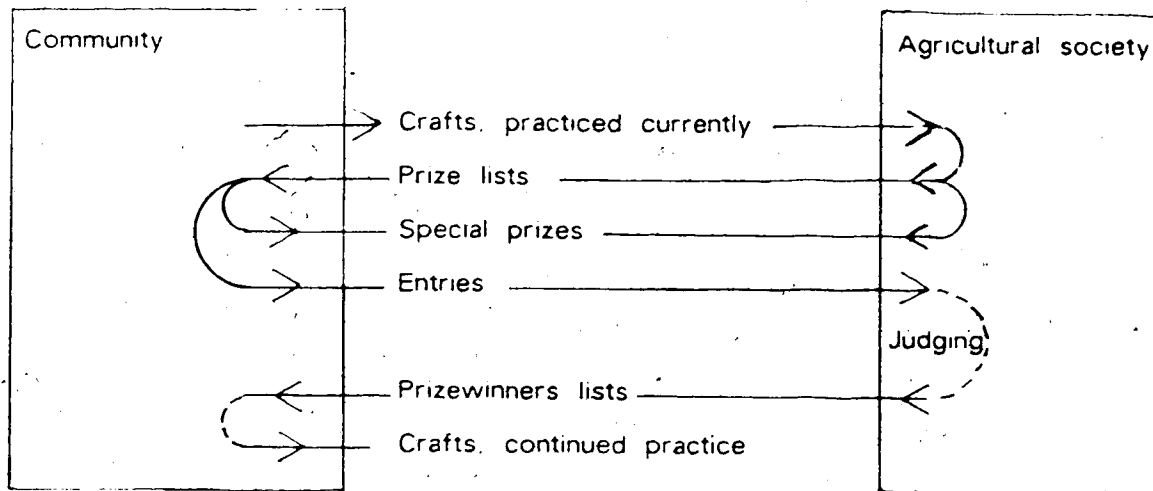 Community
Agricultural society
Crafts, practiced currently
Prize lists
Special prizes
Entries
Judging
Prizewinners lists
Crafts, continued practice